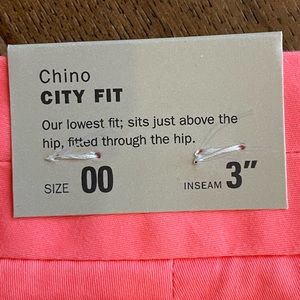 Chino
CITY FIT
Our lowest fit; sits just above the
hip, fitted through the hip.
SIZE 00 INSEAM 3"